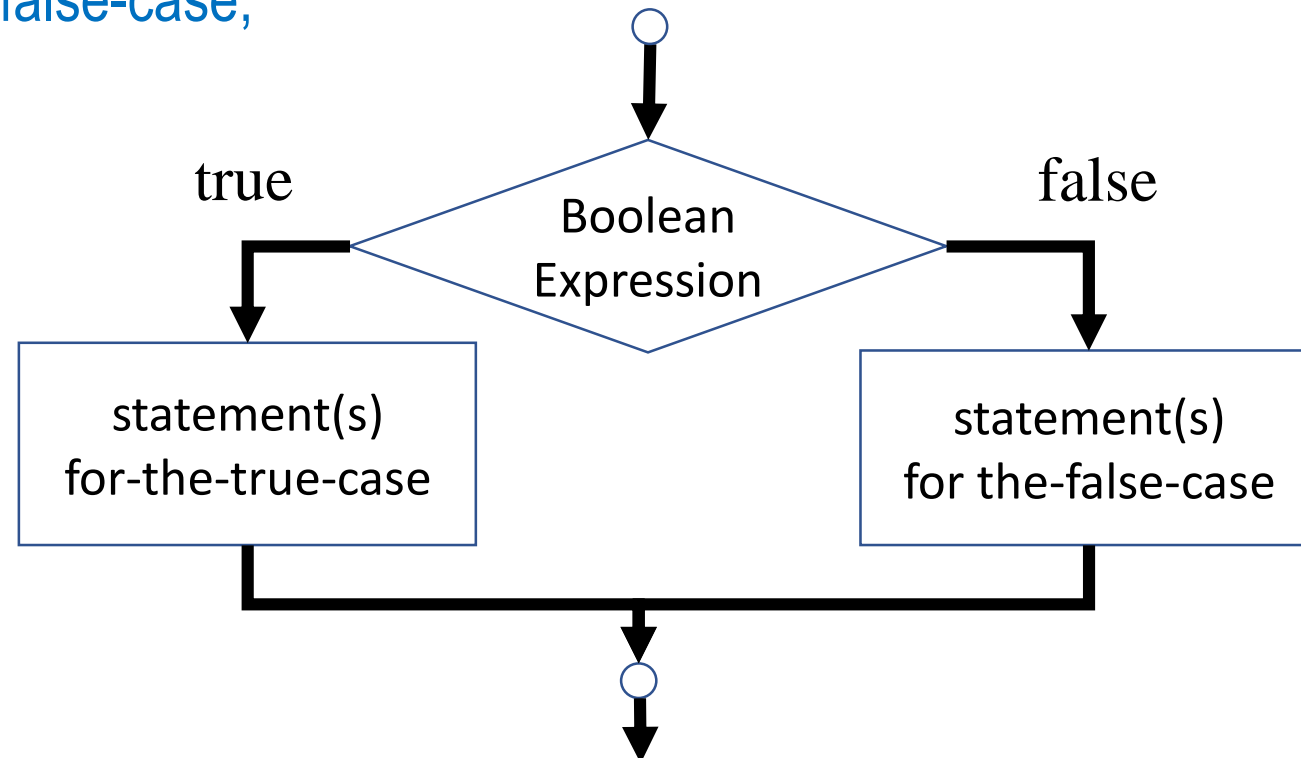 false-case;
true
false
Boolean
Expression
statement(s)
for-the-true-case
statement(s)
for the-false-case